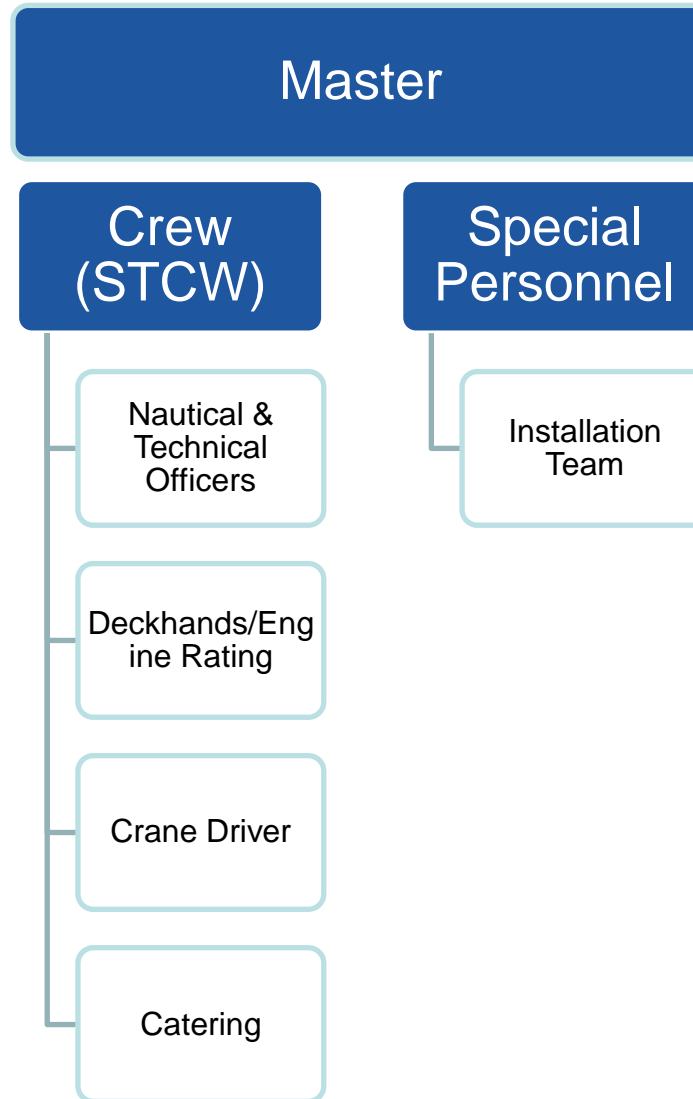 Master
Crew
(STCW)
Special
Personnel
Nautical &
Technical
Officers
Installation
Team
Deckhands/Eng
ine Rating
Crane Driver
Catering